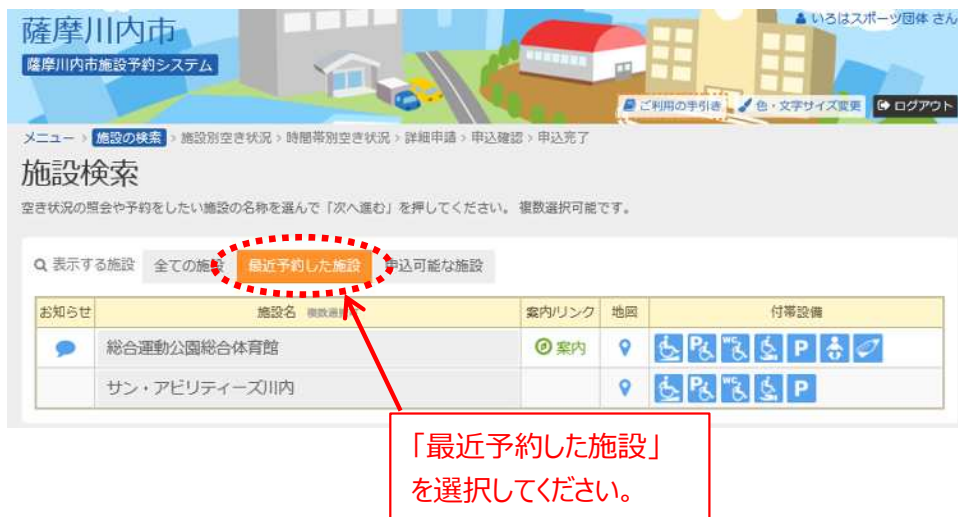 薩摩川内市
いろはスポーツ団体 さん
薩摩川内市施設予約システム
ご利用の手引き 色・文字サイズ変更 ログアウト
メニュー > 施設の検索 > 施設別空き状況 > 時間帯別空き状況 > 詳細申請 > 申込確認 > 申込完了
施設検索
空き状況の照会や予約をしたい施設の名称を選んで「次へ進む」を押してください。複数選択可能です。
表示する施設 全ての施設 最近予約した施設 申込可能な施設
お知らせ 施設名 案内/リンク 地図 付帯設備
総合運動公園総合体育館 案内 P WC P
サン・アビリティーズ川内 P WC P
「最近予約した施設」
を選択してください。